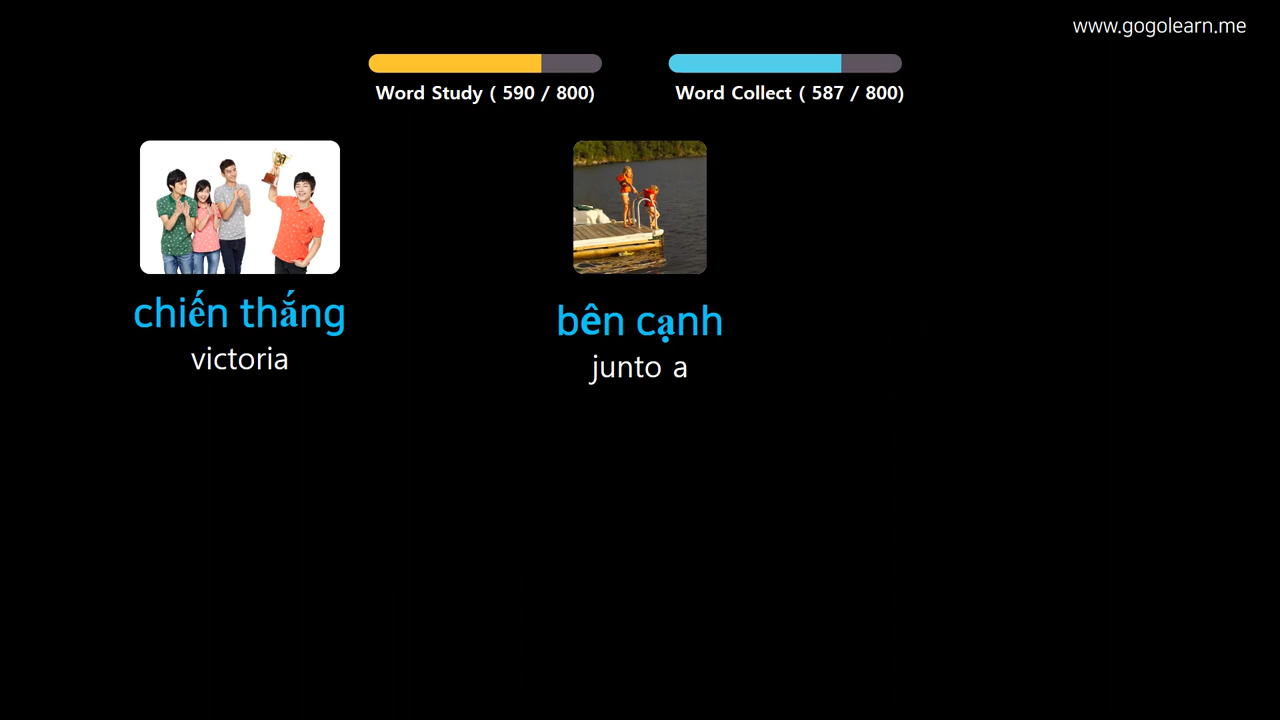 www.gogolearn.me
Word Study ( 590 / 800)
Word Collect ( 587 / 800)
chiến thắng
victoria
bên cạnh
junto a